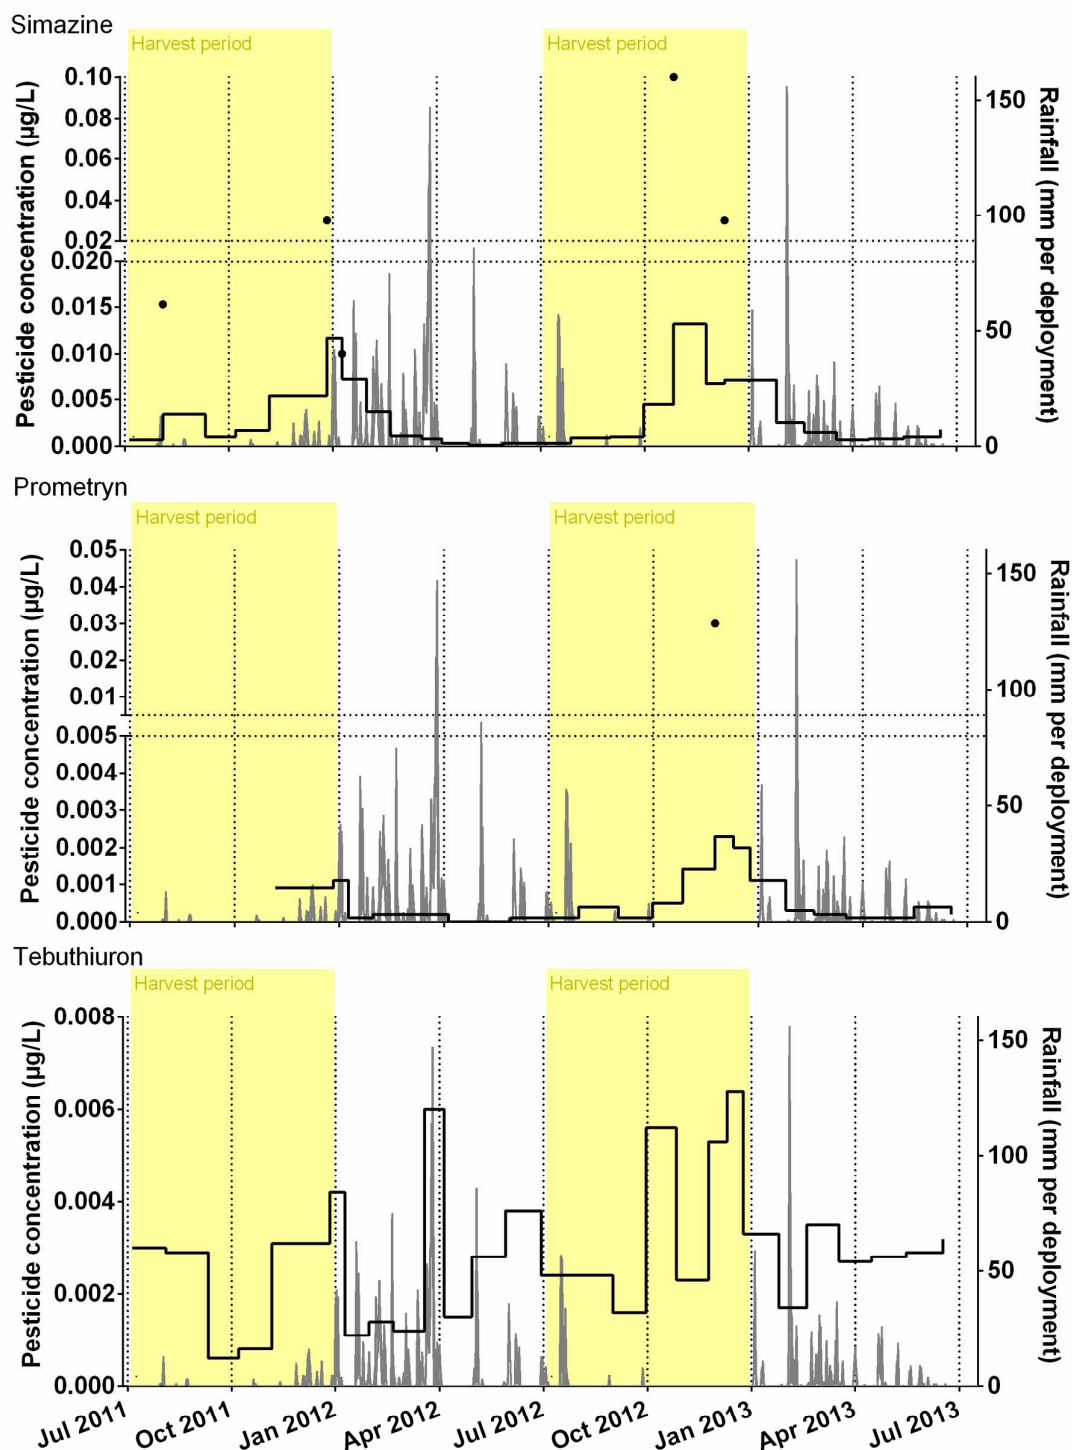 Simazine
Harvest period
Harvest period
Pesticide concentration (µg/L)
0.10
0.08
0.06
0.04
0.02
0.020
0.015
0.010
0.005
0.000
150
100
50
0
Rainfall (mm per deployment)
Prometryn
Harvest period
Harvest period
Pesticide concentration (µg/L)
0.05
0.04
0.03
0.02
0.01
0.005
0.004
0.003
0.002
0.001
0.000
150
100
50
0
Rainfall (mm per deployment)
Tebuthiuron
Harvest period
Harvest period
Pesticide concentration (µg/L)
0.008
0.006
0.004
0.002
0.000
150
100
50
0
Rainfall (mm per deployment)
Jul 2011
Oct 2011
Jan 2012
Apr 2012
Jul 2012
Oct 2012
Jan 2013
Apr 2013
Jul 2013